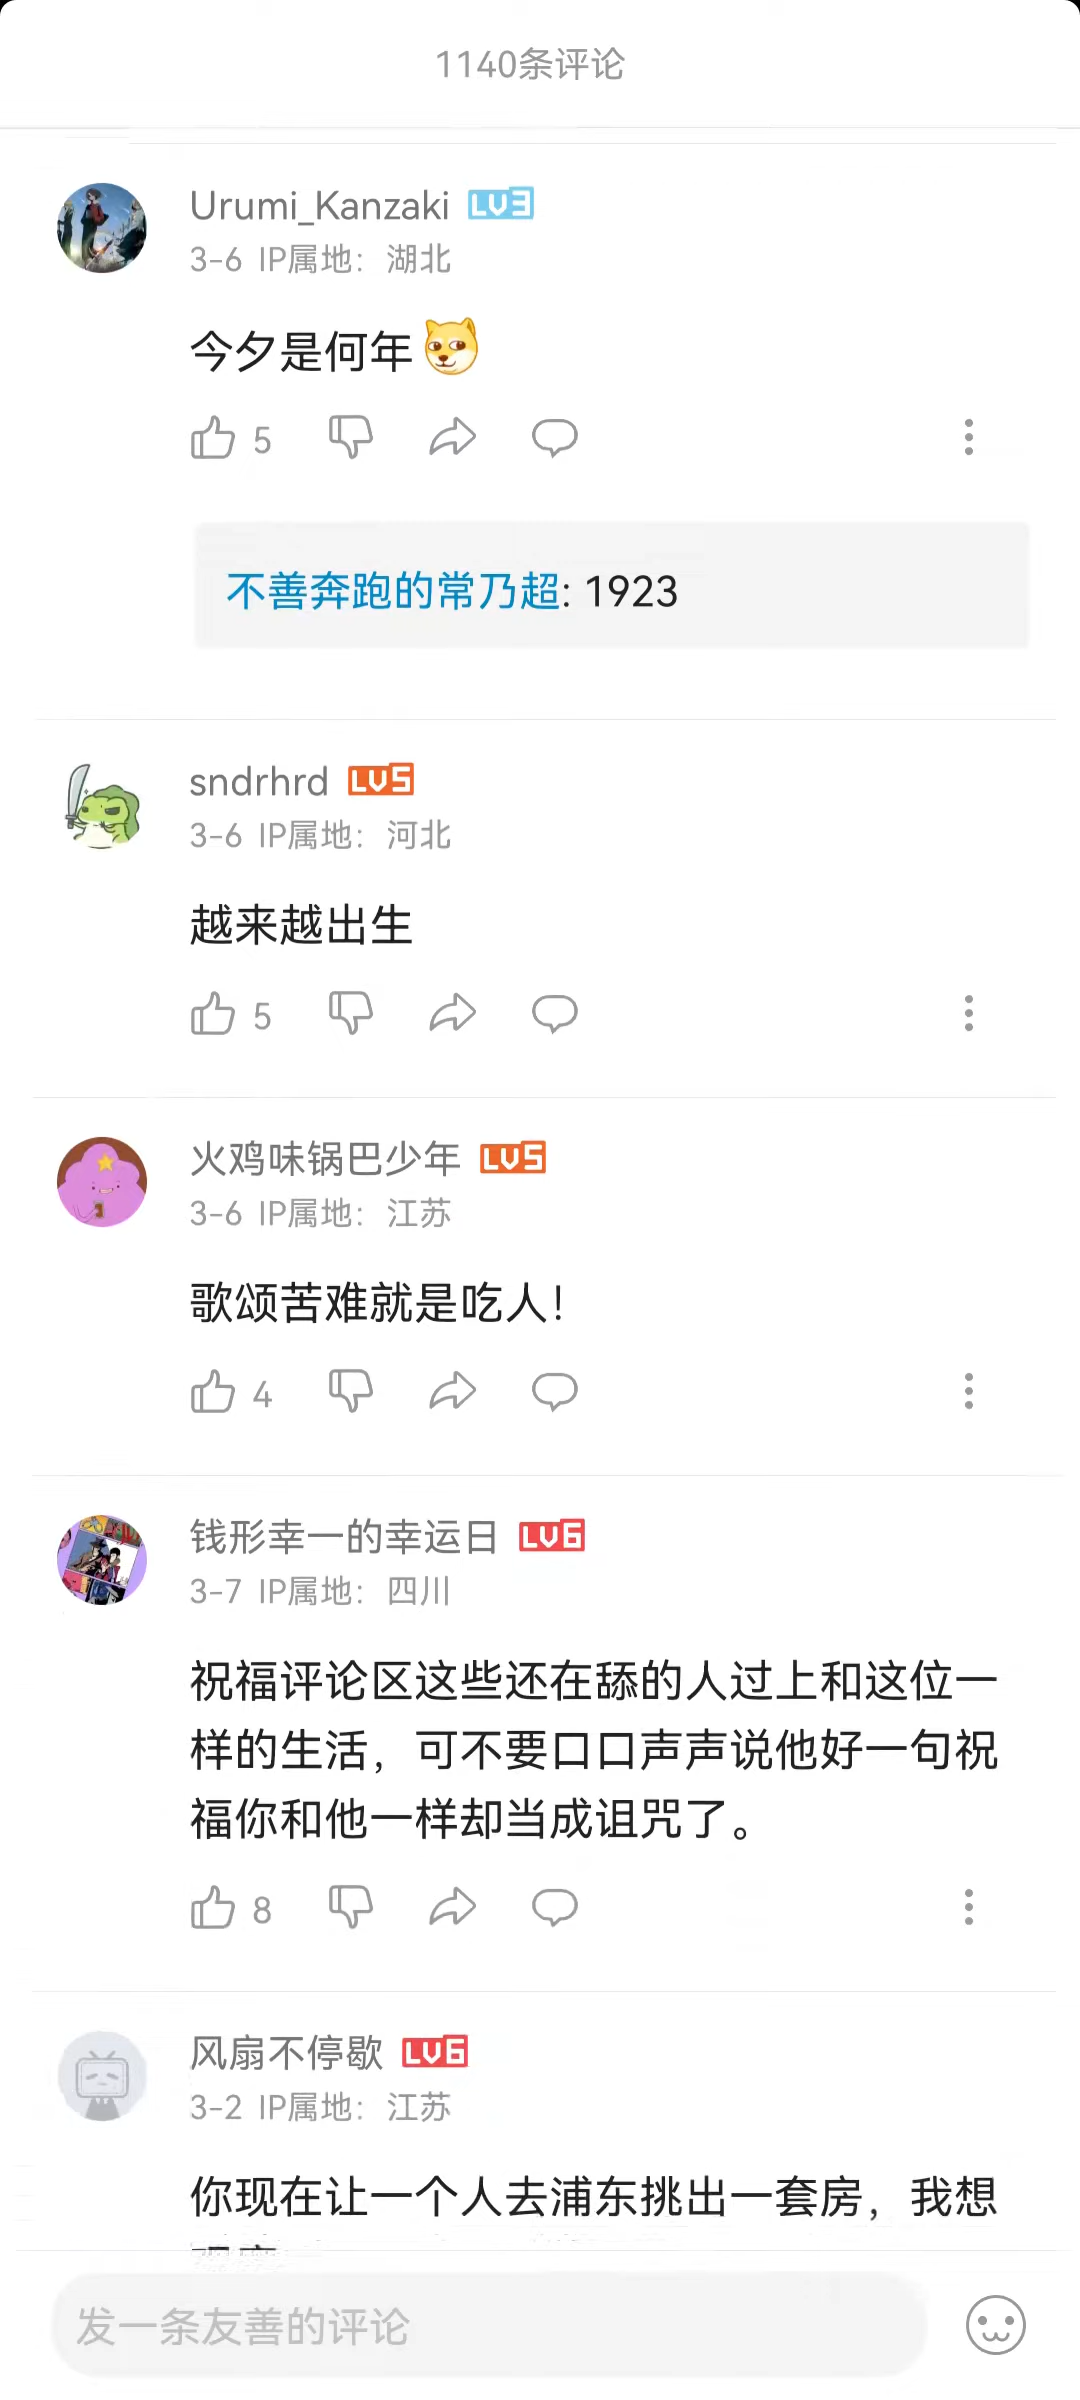 1140条评论
Urumi_Kanzaki LV3
3-6 IP属地：湖北
今夕是何年
5
不善奔跑的常乃超: 1923
sndrhrd LV5
3-6 IP属地：河北
越来越出生
5
火鸡味锅巴少年 LV5
3-6 IP属地：江苏
歌颂苦难就是吃人！
4
钱形幸一的幸运日 LV6
3-7 IP属地：四川
祝福评论区这些还在舔的人过上和这位一
样的生活，可不要口口声声说他好一句祝
福你和他一样却当成诅咒了。
8
风扇不停歇 LV6
3-2 IP属地：江苏
你现在让一个人去浦东挑出一套房，我想
发一条友善的评论